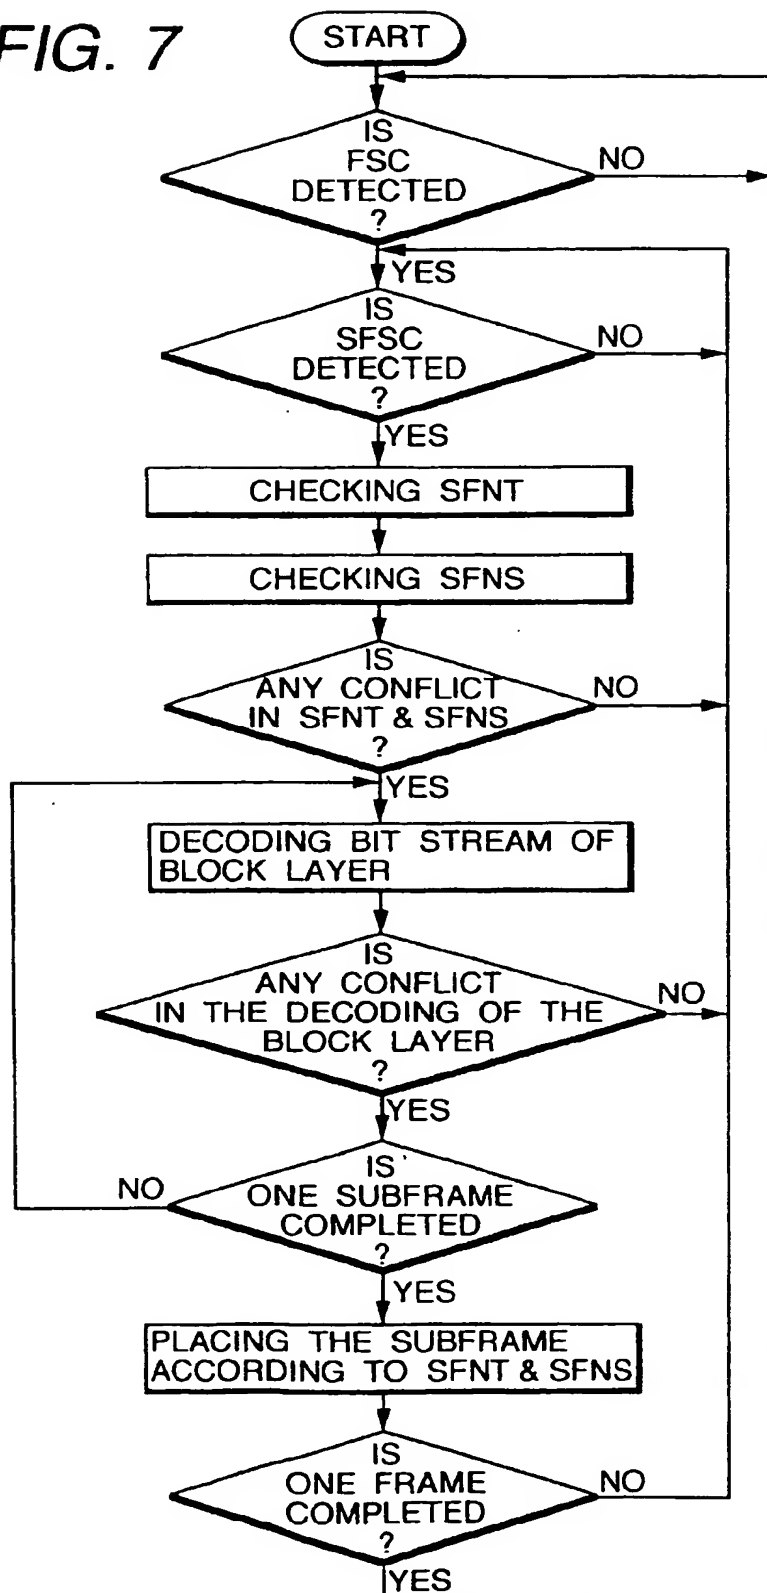 FIG. 7
START
IS
FSC
DETECTED
?
NO
YES
IS
SFSC
DETECTED
?
NO
YES
CHECKING SFNT
CHECKING SFNS
IS
ANY CONFLICT
IN SFNT & SFNS
?
NO
YES
DECODING BIT STREAM OF
BLOCK LAYER
IS
ANY CONFLICT
IN THE DECODING OF THE
BLOCK LAYER
?
NO
YES
IS
ONE SUBFRAME
COMPLETED
?
NO
YES
PLACING THE SUBFRAME
ACCORDING TO SFNT & SFNS
IS
ONE FRAME
COMPLETED
?
NO
YES